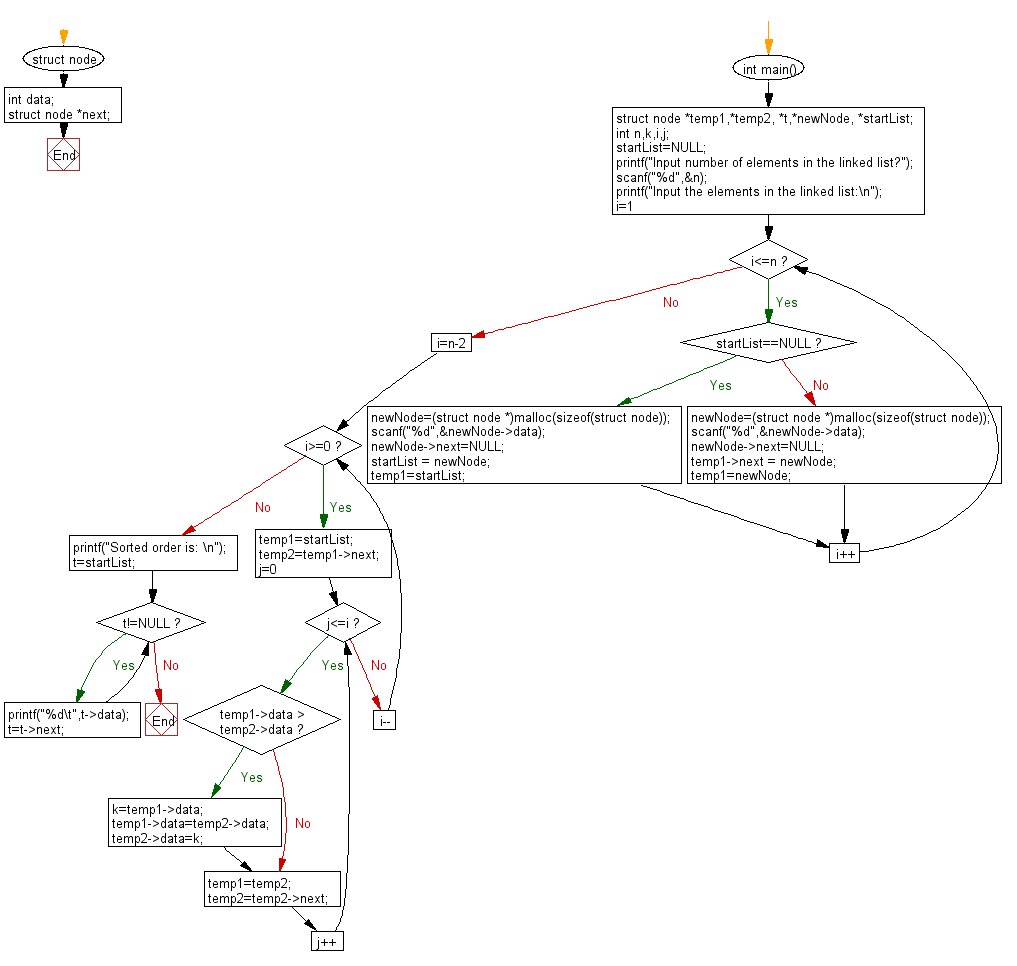 struct node
int data;
struct node *next;
End
int main()
struct node *temp1,*temp2, *t,*newNode, *startList;
int n,k,i,j;
startList=NULL;
printf("Input number of elements in the linked list?");
scanf("%d",&n);
printf("Input the elements in the linked list:\n");
i=1
i<=n ?
No
Yes
i=n-2
startList==NULL ?
Yes
No
newNode=(struct node *)malloc(sizeof(struct node));
scanf("%d",&newNode->data);
newNode->next=NULL;
startList = newNode;
temp1=startList;
newNode=(struct node *)malloc(sizeof(struct node));
scanf("%d",&newNode->data);
newNode->next=NULL;
temp1->next = newNode;
temp1=newNode;
i++
i>=0 ?
No
Yes
printf("Sorted order is: \n");
t=startList;
temp1=startList;
temp2=temp1->next;
j=0
t!=NULL ?
Yes
No
printf("%d\t",t->data);
t=t->next;
End
j<=i ?
Yes
No
i--
temp1->data >
temp2->data ?
Yes
No
k=temp1->data;
temp1->data=temp2->data;
temp2->data=k;
temp1=temp2;
temp2=temp2->next;
j++